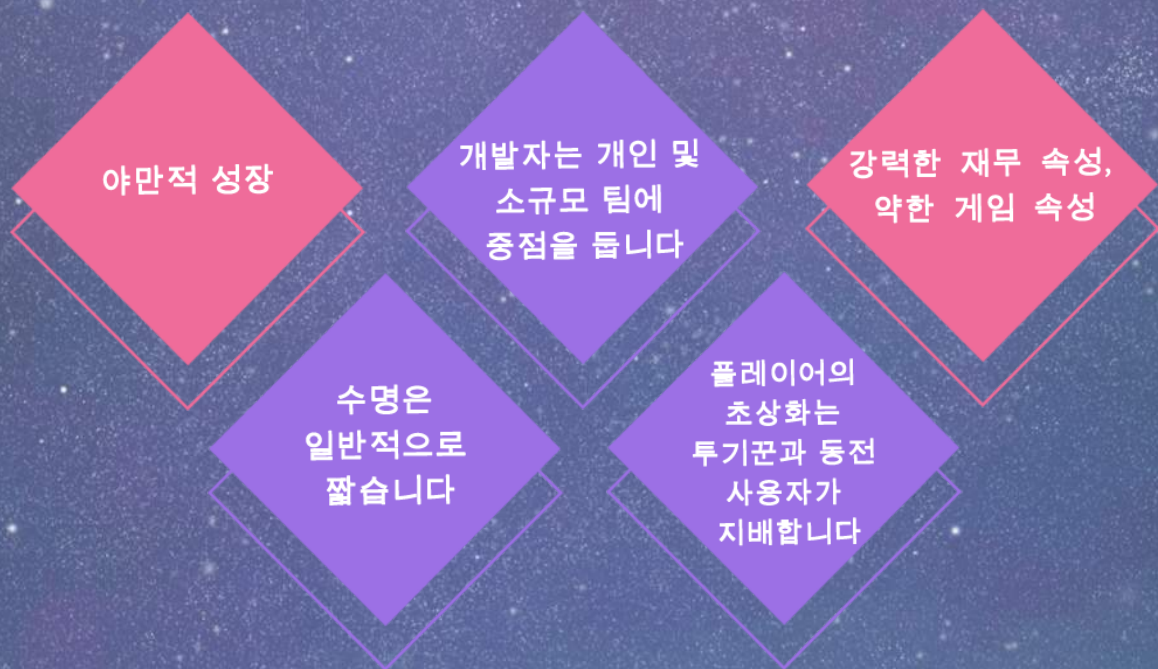 야만적 성장
개발자는 개인 및
소규모 팀에
중점을 둡니다
강력한 재무 속성,
약한 게임 속성
수명은
일반적으로
짧습니다
플레이어의
초상화는
투기꾼과 동전
사용자가
지배합니다